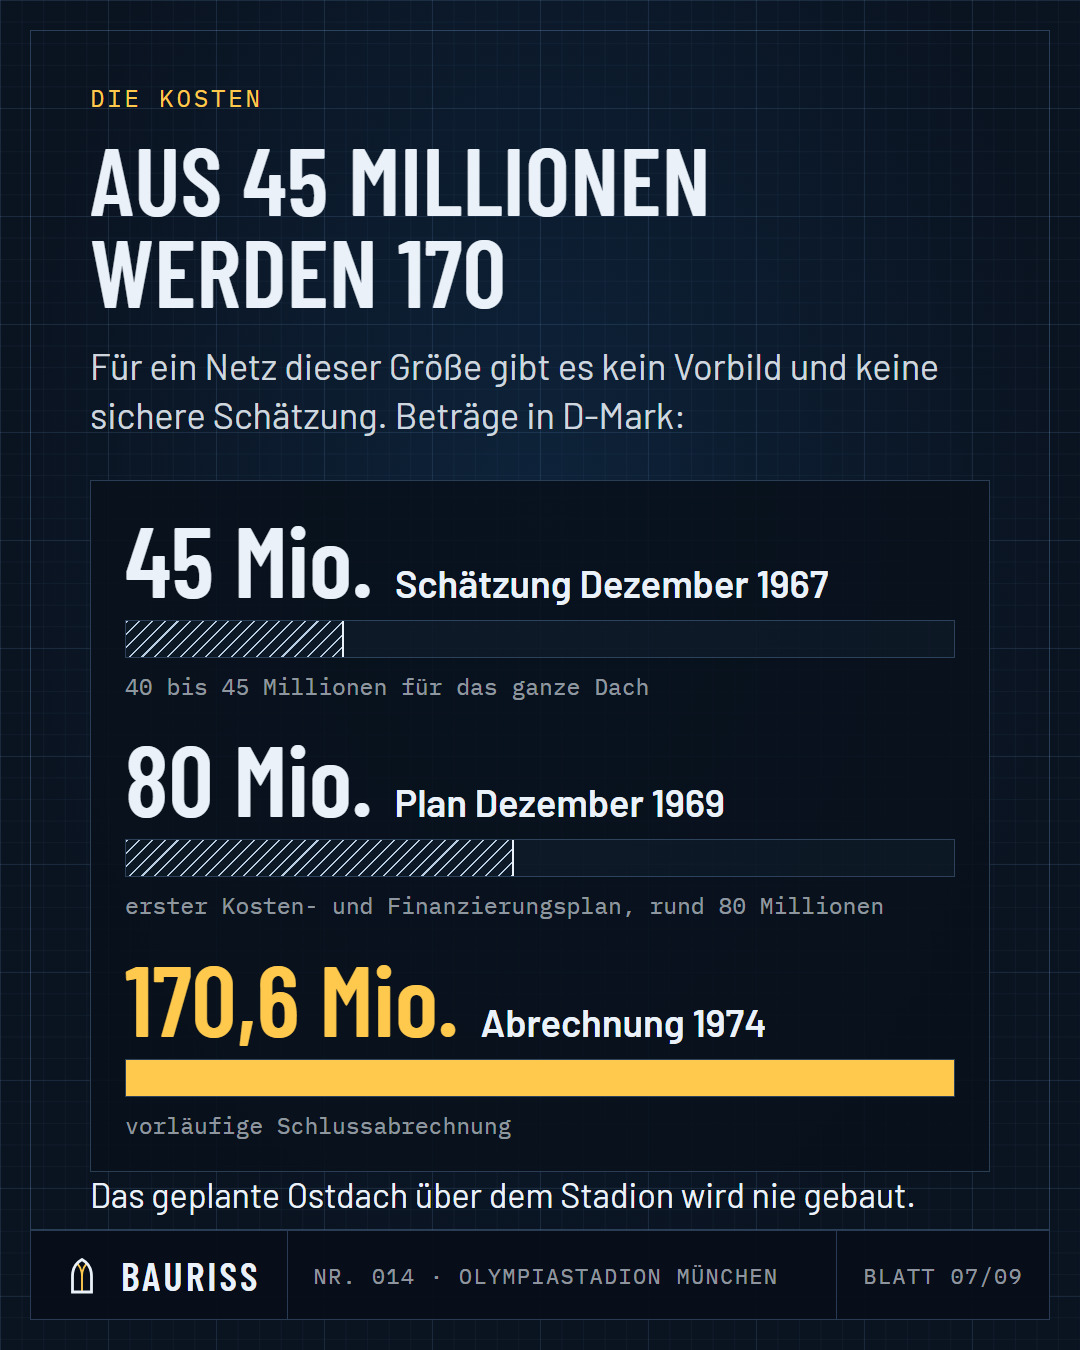 DIE KOSTEN
AUS 45 MILLIONEN
WERDEN 170
Für ein Netz dieser Größe gibt es kein Vorbild und keine
sichere Schätzung. Beträge in D-Mark:
45 Mio. Schätzung Dezember 1967
40 bis 45 Millionen für das ganze Dach
80 Mio. Plan Dezember 1969
erster Kosten- und Finanzierungsplan, rund 80 Millionen
170,6 Mio. Abrechnung 1974
vorläufige Schlussabrechnung
Das geplante Ostdach über dem Stadion wird nie gebaut.
BAURISS NR. 014 · OLYMPIASTADION MÜNCHEN BLATT 07/09